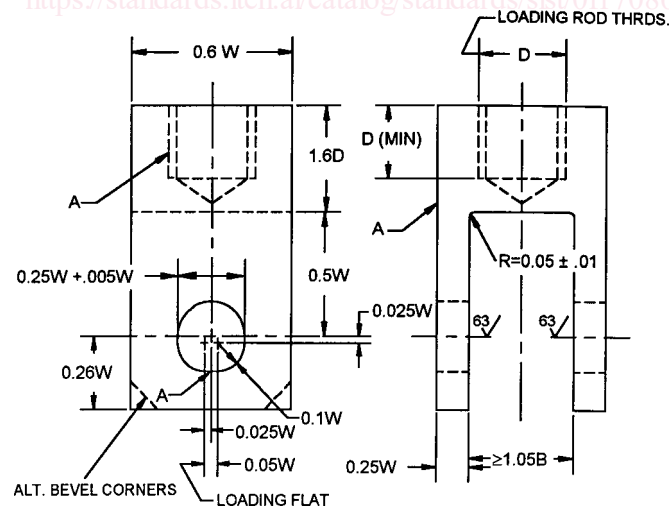 LOADING ROD THRDS.
0.6 W
D
1.6D
D (MIN)
A
A
R=0.05 ± .01
0.25W +.005W
0.5W
0.025W
63
63
0.26W
A
0.1W
0.025W
0.05W
0.25W
≥1.05B
ALT. BEVEL CORNERS
LOADING FLAT